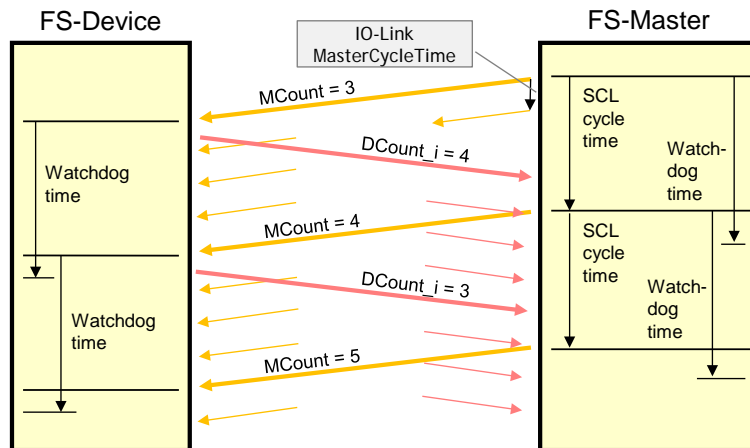 FS-Device
FS-Master
IO-Link
MasterCycleTime
MCount = 3
SCL
cycle
time
DCount_i = 4
Watchdog
time
Watch-
dog
time
MCount = 4
SCL
cycle
time
DCount_i = 3
Watch-
dog
time
Watchdog
time
MCount = 5